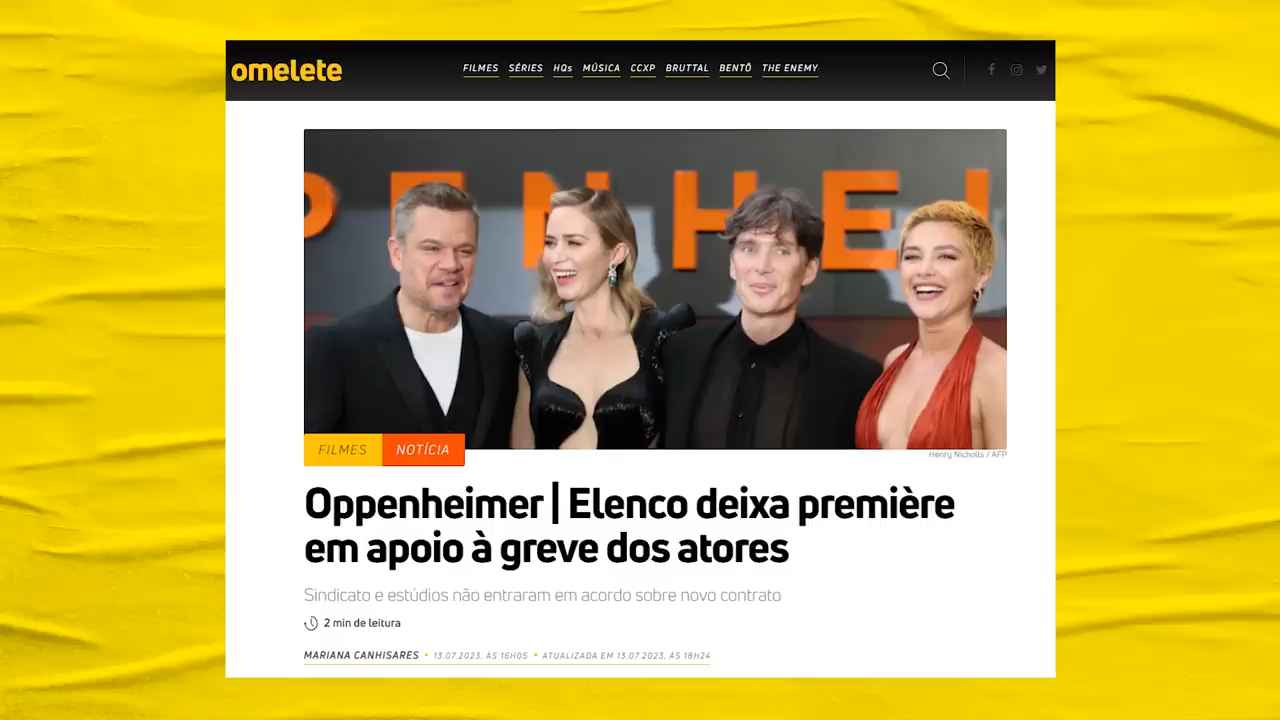 omelete
FILMES SÉRIES HQs MÚSICA CCXP BRUTTAL BENTÔ THE ENEMY
PENHEI
FILMES NOTÍCIA
Henry Nicholls / AFP
Oppenheimer | Elenco deixa première
em apoio à greve dos atores
Sindicato e estúdios não entraram em acordo sobre novo contrato
2 min de leitura
MARIANA CANHISARES • 13.07.2023, ÀS 16H05 • ATUALIZADA EM 13.07.2023, ÀS 18H24